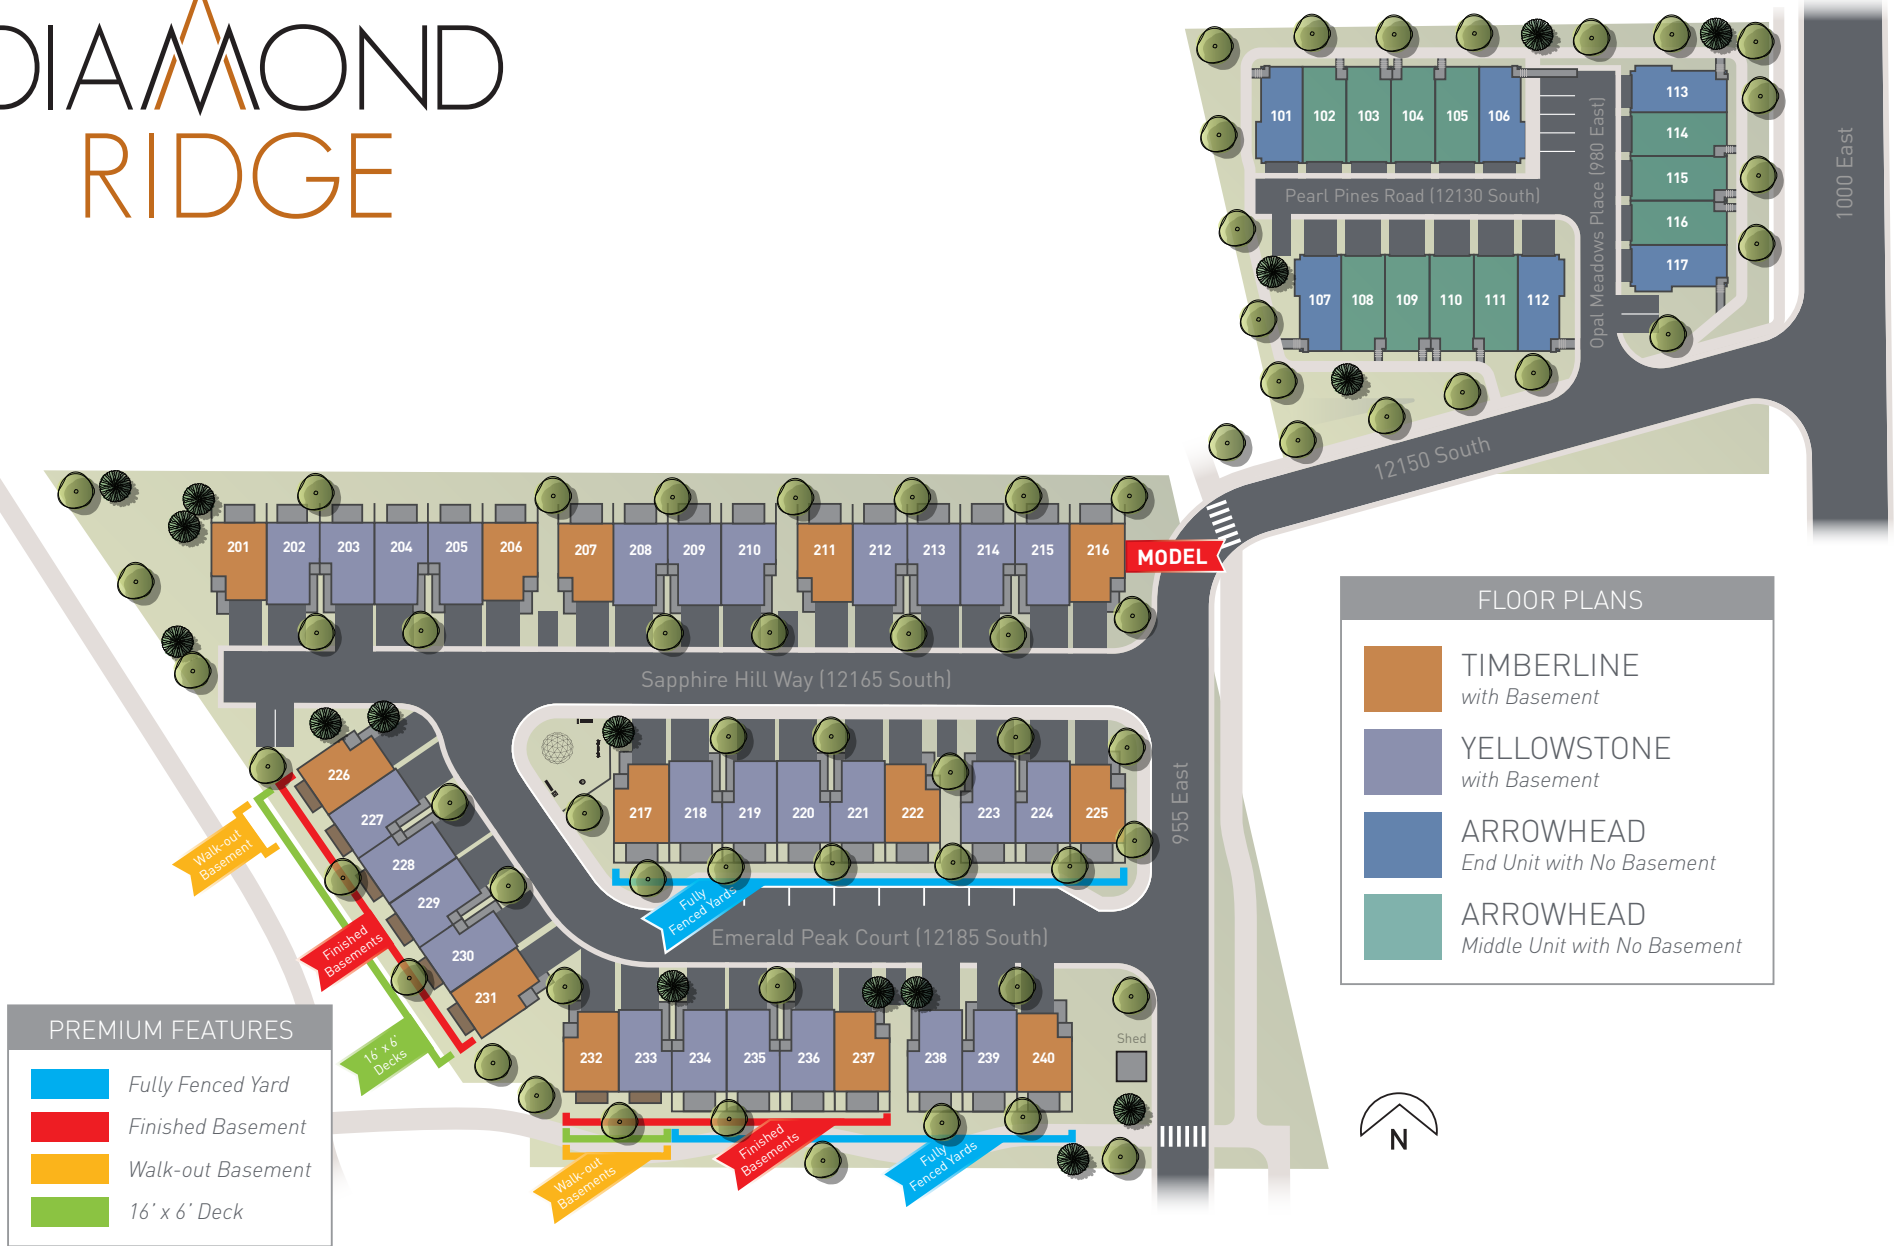 DIAMOND
RIDGE
101 102 103 104 105 106
113
114
115
116
117
Pearl Pines Road (12130 South)
Opal Meadows Place (980 East)
1000 East
107 108 109 110 111 112
12150 South
201 202 203 204 205 206 207 208 209 210 211 212 213 214 215 216
MODEL
Sapphire Hill Way (12165 South)
217 218 219 220 221 222 223 224 225
955 East
226
227
228
229
230
231
Walk-out
Basement
Finished
Basements
16' x 6'
Decks
Fully
Fenced Yards
Emerald Peak Court (12185 South)
232 233 234 235 236 237 238 239 240
Shed
Walk-out
Basements
Finished
Basements
Fully
Fenced Yards
FLOOR PLANS
TIMBERLINE
with Basement
YELLOWSTONE
with Basement
ARROWHEAD
End Unit with No Basement
ARROWHEAD
Middle Unit with No Basement
PREMIUM FEATURES
Fully Fenced Yard
Finished Basement
Walk-out Basement
16' x 6' Deck
N